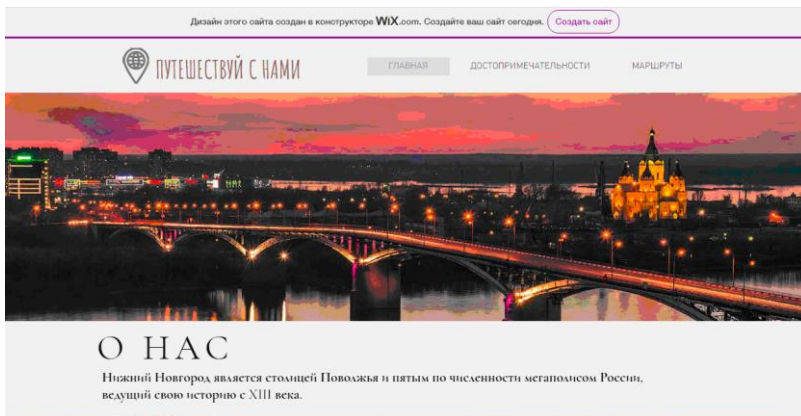 Дизайн этого сайта создан в конструкторе WiX.com. Создайте ваш сайт сегодня. Создать сайт
ПУТЕШЕСТВУЙ С НАМИ ГЛАВНАЯ ДОСТОПРИМЕЧАТЕЛЬНОСТИ МАРШРУТЫ
О НАС
Нижний Новгород является столицей Поволжья и пятым по численности мегаполисом России,
ведущий свою историю с XIII века.